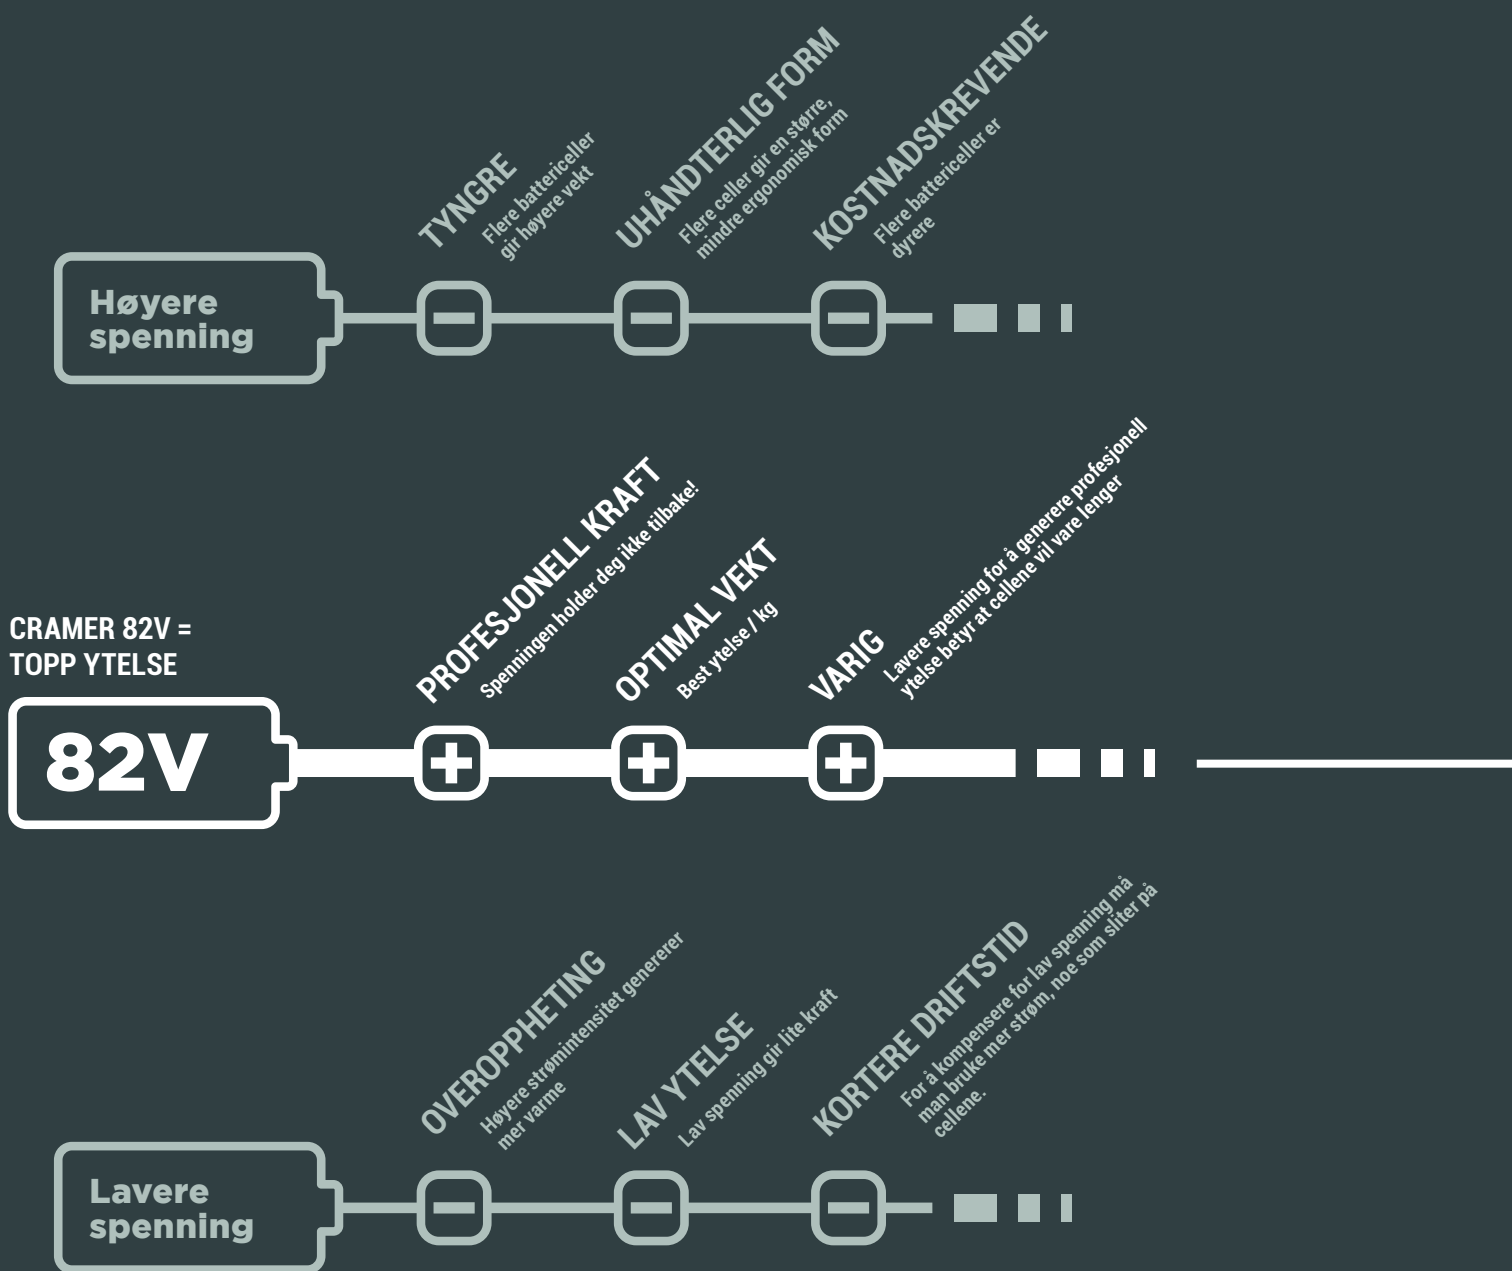 TYNGRE
Flere battericeller
gir høyere vekt
UHÅNDTERLIG FORM
Flere celler gir en større,
mindre ergonomisk form
KOSTNADSKREVENDE
Flere battericeller er
dyrere
Høyere
spenning
PROFESJONELL KRAFT
Spenningen holder deg ikke tilbake!
OPTIMAL VEKT
Best ytelse / kg
VARIG
Lavere spenning for å generere profesjonell
ytelse betyr at cellene vil vare lenger
CRAMER 82V =
TOPP YTELSE
82V
OVEROPPHETING
Høyere strømintensitet genererer
mer varme
LAV YTELSE
Lav spenning gir lite kraft
KORTERE DRIFTSTID
For å kompensere for lav spenning må
man bruke mer strøm, noe som sliter på
cellene.
Lavere
spenning